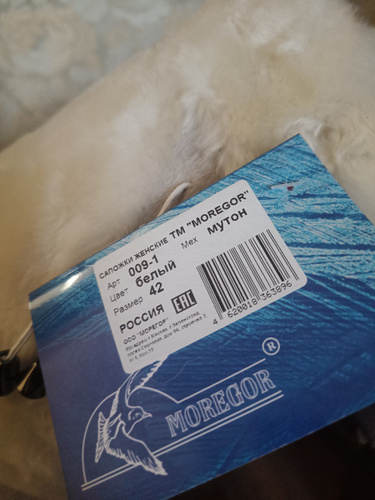 САПОЖКИ ЖЕНСКИЕ ТМ "MOREGOR"
Арт 009-1 Мех мутон
Цвет белый
Размер 42
РОССИЯ EAC
ООО "МОРЕГОР"
4 620018 363896
MOREGOR ®